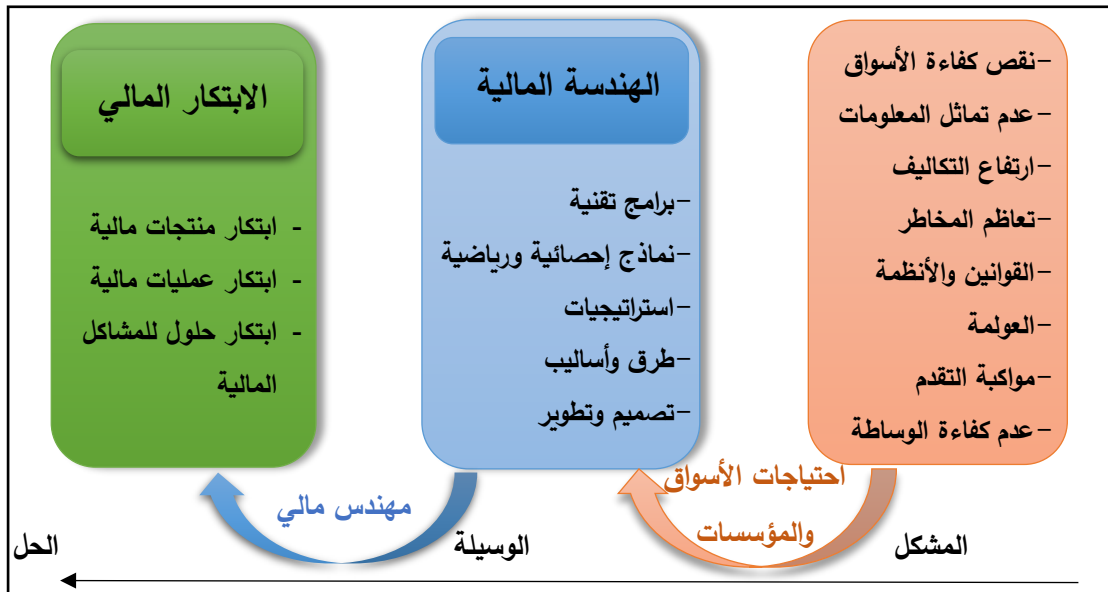 -نقص كفاءة الأسواق
-عدم تماثل المعلومات
-ارتفاع التكاليف
-تعاظم المخاطر
-القوانين والأنظمة
-العولمة
-مواكبة التقدم
-عدم كفاءة الوساطة
الهندسة المالية
-برامج تقنية
-نماذج إحصائية ورياضية
-استراتيجيات
-طرق وأساليب
-تصميم وتطوير
الابتكار المالي
- ابتكار منتجات مالية
- ابتكار عمليات مالية
- ابتكار حلول للمشاكل
المالية
احتياجات الأسواق
والمؤسسات
مهندس مالي
المشكل
الوسيلة
الحل